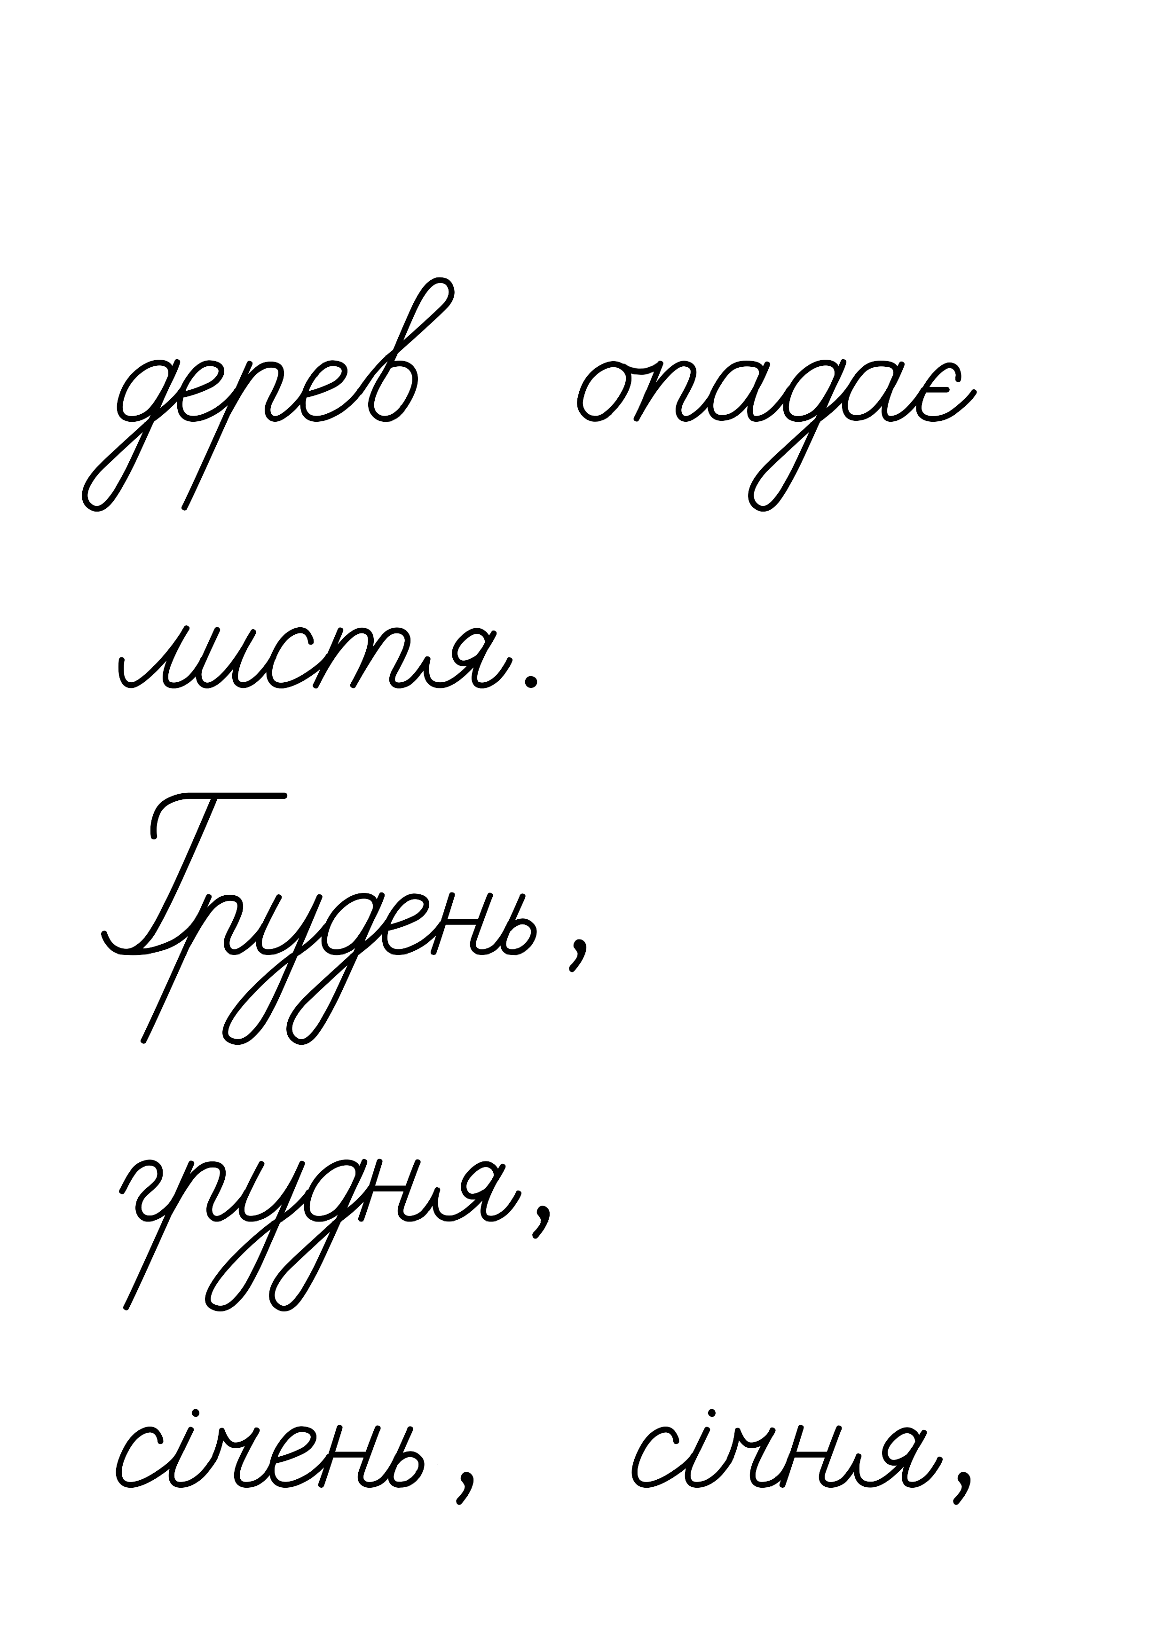 дерев опадає
листя.
Грудень,
грудня,
січень, січня,